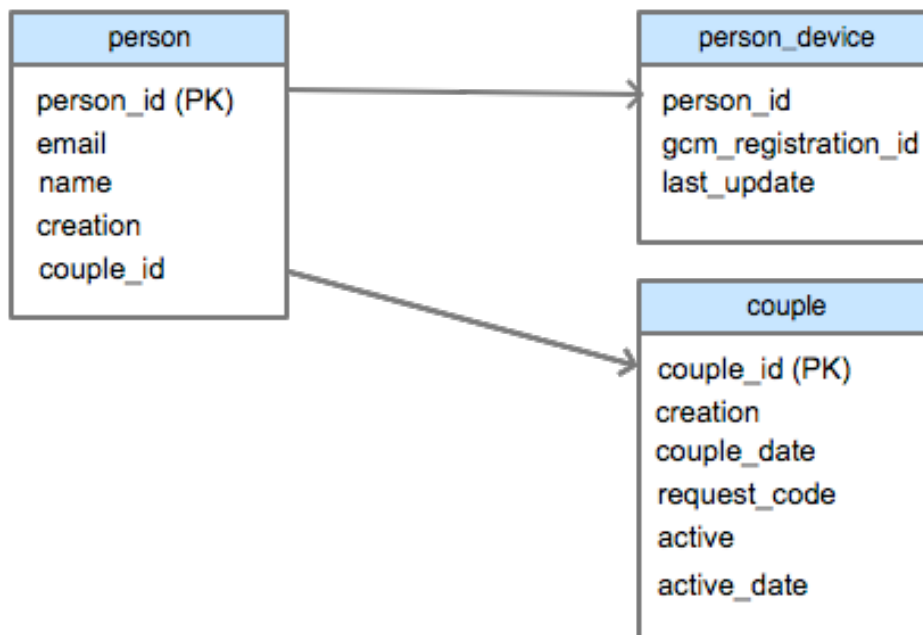 person
person_id (PK)
email
name
creation
couple_id
person_device
person_id
gcm_registration_id
last_update
couple
couple_id (PK)
creation
couple_date
request_code
active
active_date